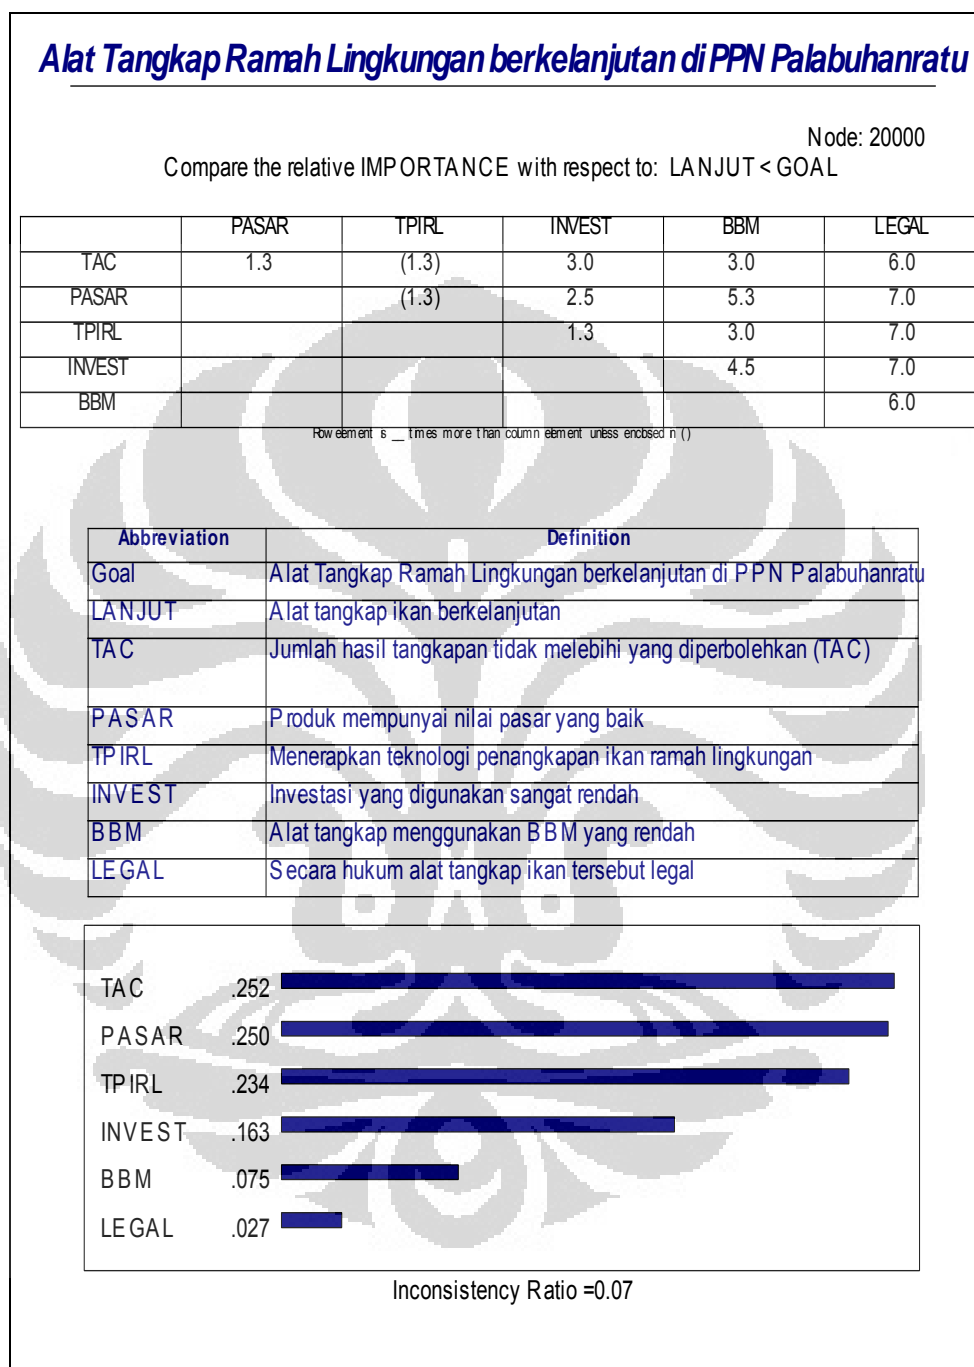 Alat Tangkap Ramah Lingkungan berkelanjutan di PPN Palabuhanratu
Node: 20000
Compare the relative IMPORTANCE with respect to: LANJUT < GOAL
PASAR TPIRL INVEST BBM LEGAL
TAC 1.3 (1.3) 3.0 3.0 6.0
PASAR (1.3) 2.5 5.3 7.0
TPIRL 1.3 3.0 7.0
INVEST 4.5 7.0
BBM 6.0
Row element is __ times more than column element unless enclosed in ()
Abbreviation Definition
Goal Alat Tangkap Ramah Lingkungan berkelanjutan di PPN Palabuhanratu
LANJUT Alat tangkap ikan berkelanjutan
TAC Jumlah hasil tangkapan tidak melebihi yang diperbolehkan (TAC)
PASAR Produk mempunyai nilai pasar yang baik
TPIRL Menerapkan teknologi penangkapan ikan ramah lingkungan
INVEST Investasi yang digunakan sangat rendah
BBM Alat tangkap menggunakan BBM yang rendah
LEGAL Secara hukum alat tangkap ikan tersebut legal
TAC .252
PASAR .250
TPIRL .234
INVEST .163
BBM .075
LEGAL .027
Inconsistency Ratio =0.07